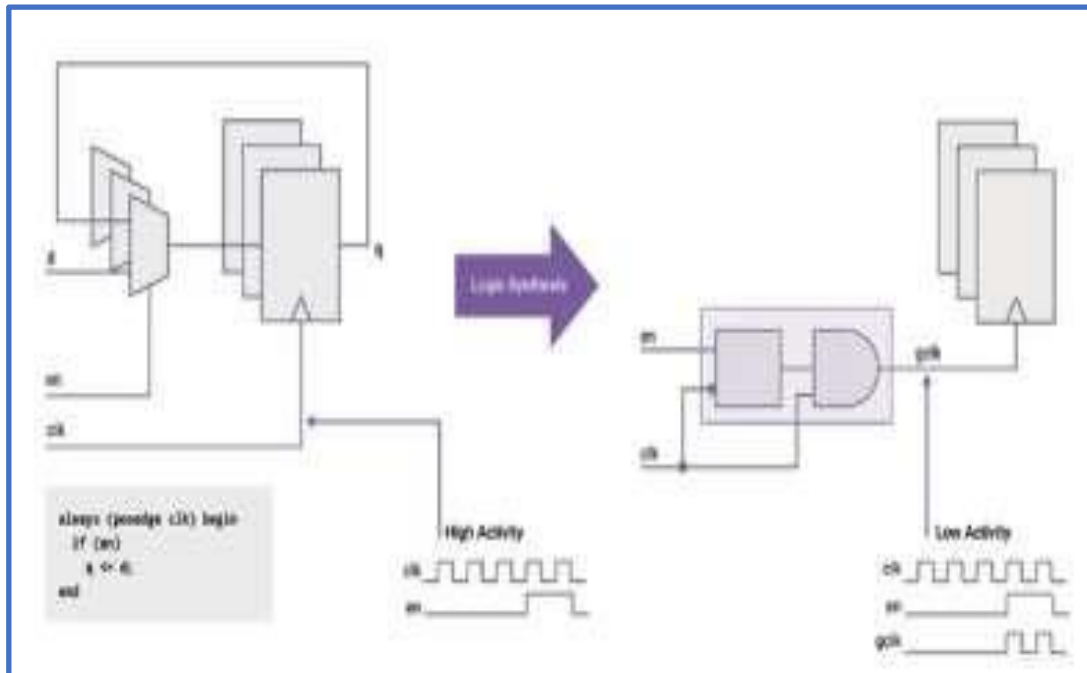 d
q
en
clk
always (posedge clk) begin
if (en)
q <= d;
end
High Activity
clk
en
Logic Synthesis
en
clk
gclk
Low Activity
clk
en
gclk